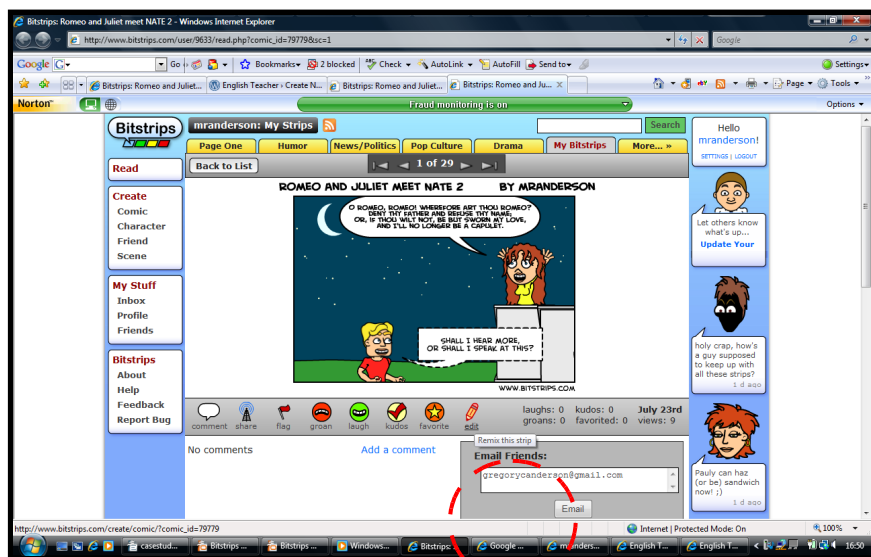 Bitstrips: Romeo and Juliet meet NATE 2 - Windows Internet Explorer
http://www.bitstrips.com/user/9633/read.php?comic_id=79779&sc=1
Google
Google G Go Bookmarks 2 blocked Check AutoLink AutoFill Send to Settings
Bitstrips: Romeo and Juliet... English Teacher › Create N... Bitstrips: Romeo and Juliet... Bitstrips: Romeo and Ju... X Page Tools
Norton Fraud monitoring is on Options
Bitstrips
mranderson: My Strips
Search
Page One Humor News/Politics Pop Culture Drama My Bitstrips More... »
Back to List
1 of 29
Read
Create
Comic
Character
Friend
Scene
My Stuff
Inbox
Profile
Friends
Bitstrips
About
Help
Feedback
Report Bug
ROMEO AND JULIET MEET NATE 2 BY MRANDERSON
O ROMEO, ROMEO! WHEREFORE ART THOU ROMEO?
DENY THY FATHER AND REFUSE THY NAME;
OR, IF THOU WILT NOT, BE BUT SWORN MY LOVE,
AND I'LL NO LONGER BE A CAPULET.
SHALL I HEAR MORE,
OR SHALL I SPEAK AT THIS?
WWW.BITSTRIPS.COM
comment share flag groan laugh kudos favorite edit
laughs: 0 kudos: 0 July 23rd
groans: 0 favorited: 0 views: 9
Remix this strip
No comments
Add a comment
Email Friends:
gregorycanderson@gmail.com
Email
Hello
mranderson!
SETTINGS | LOGOUT
Let others know
what's up...
Update Your
holy crap, how's
a guy supposed
to keep up with
all these strips?
1 d ago
Pauly can haz
(or be) sandwich
now! ;)
1 d ago
http://www.bitstrips.com/create/comic/?comic_id=79779
Internet | Protected Mode: On 100%
casestud... Bitstrips ... Bitstrips ... Windows... Bitstrips: Google ... English T... English T... 16:50